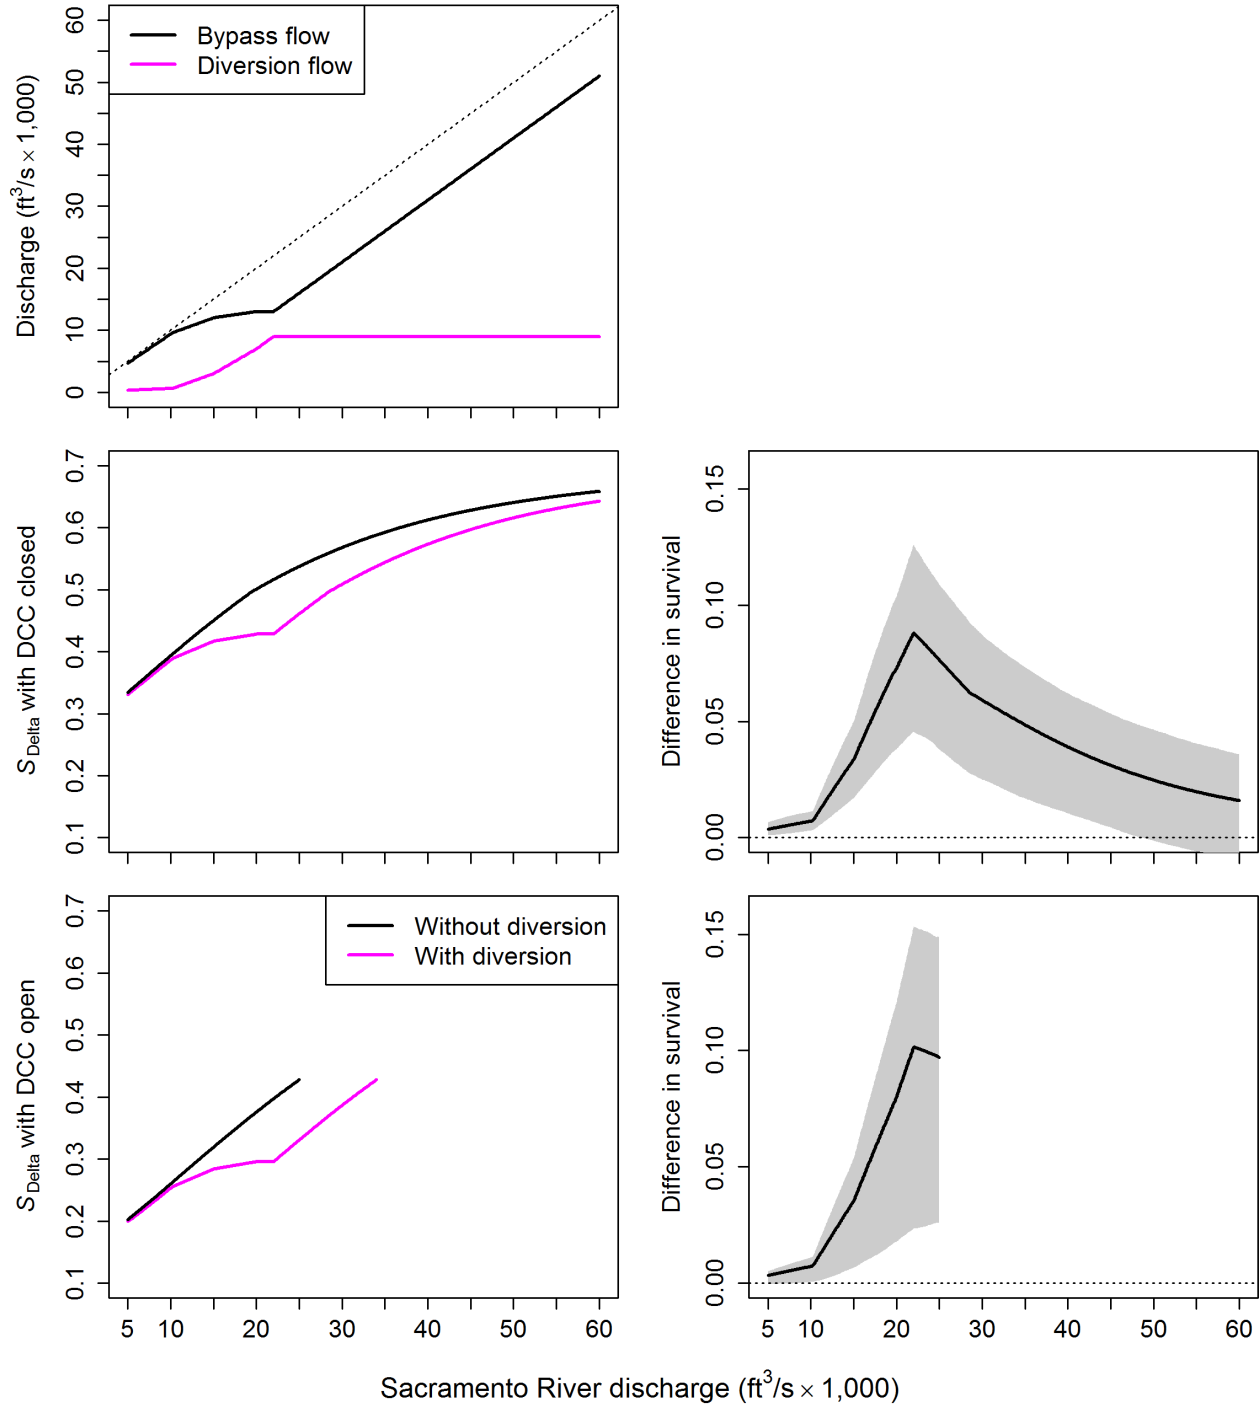 Bypass flow
Diversion flow
Discharge (ft³/s × 1,000)
0
10
20
30
40
50
60
S_Delta with DCC closed
0.1
0.2
0.3
0.4
0.5
0.6
0.7
Difference in survival
0.00
0.05
0.10
0.15
Without diversion
With diversion
S_Delta with DCC open
0.1
0.2
0.3
0.4
0.5
0.6
0.7
5 10 20 30 40 50 60
Difference in survival
0.00
0.05
0.10
0.15
5 10 20 30 40 50 60
Sacramento River discharge (ft³/s × 1,000)